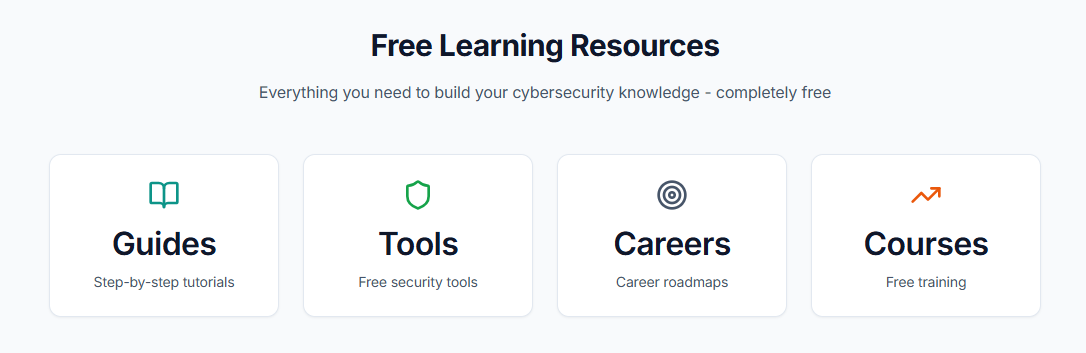 Free Learning Resources
Everything you need to build your cybersecurity knowledge - completely free
Guides
Step-by-step tutorials
Tools
Free security tools
Careers
Career roadmaps
Courses
Free training